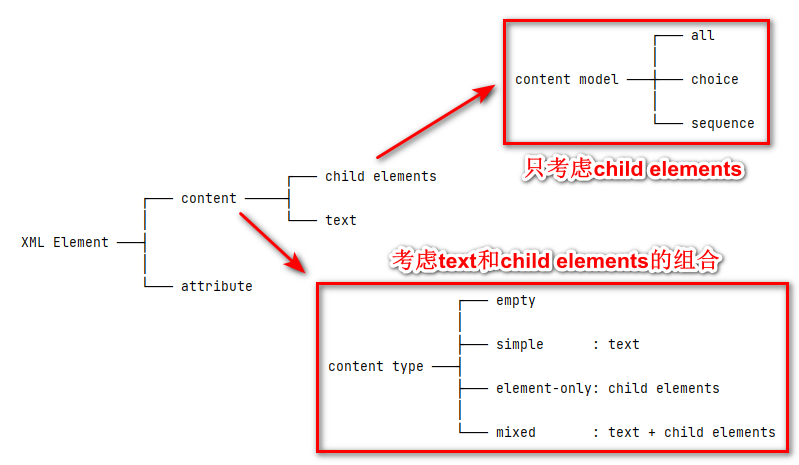 all
content model
choice
sequence
只考虑child elements
child elements
content
text
XML Element
attribute
考虑text和child elements的组合
empty
simple : text
content type
element-only: child elements
mixed : text + child elements